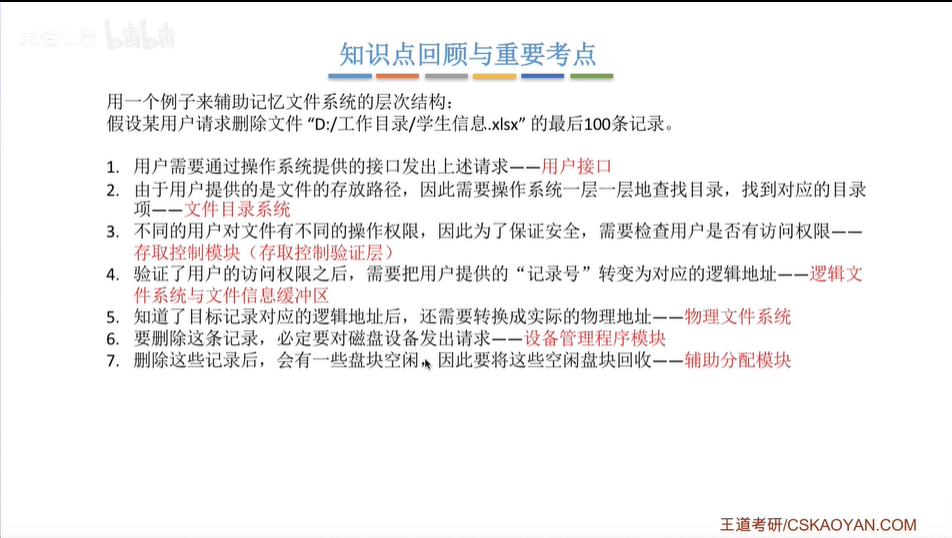 王道论坛 bilibili
知识点回顾与重要考点
用一个例子来辅助记忆文件系统的层次结构：
假设某用户请求删除文件 “D:/工作目录/学生信息.xlsx” 的最后100条记录。
1. 用户需要通过操作系统提供的接口发出上述请求——用户接口
2. 由于用户提供的是文件的存放路径，因此需要操作系统一层一层地查找目录，找到对应的目录
项——文件目录系统
3. 不同的用户对文件有不同的操作权限，因此为了保证安全，需要检查用户是否有访问权限——
存取控制模块（存取控制验证层）
4. 验证了用户的访问权限之后，需要把用户提供的“记录号”转变为对应的逻辑地址——逻辑文
件系统与文件信息缓冲区
5. 知道了目标记录对应的逻辑地址后，还需要转换成实际的物理地址——物理文件系统
6. 要删除这条记录，必定要对磁盘设备发出请求——设备管理程序模块
7. 删除这些记录后，会有一些盘块空闲，因此要将这些空闲盘块回收——辅助分配模块
王道考研/CSKAOYAN.COM